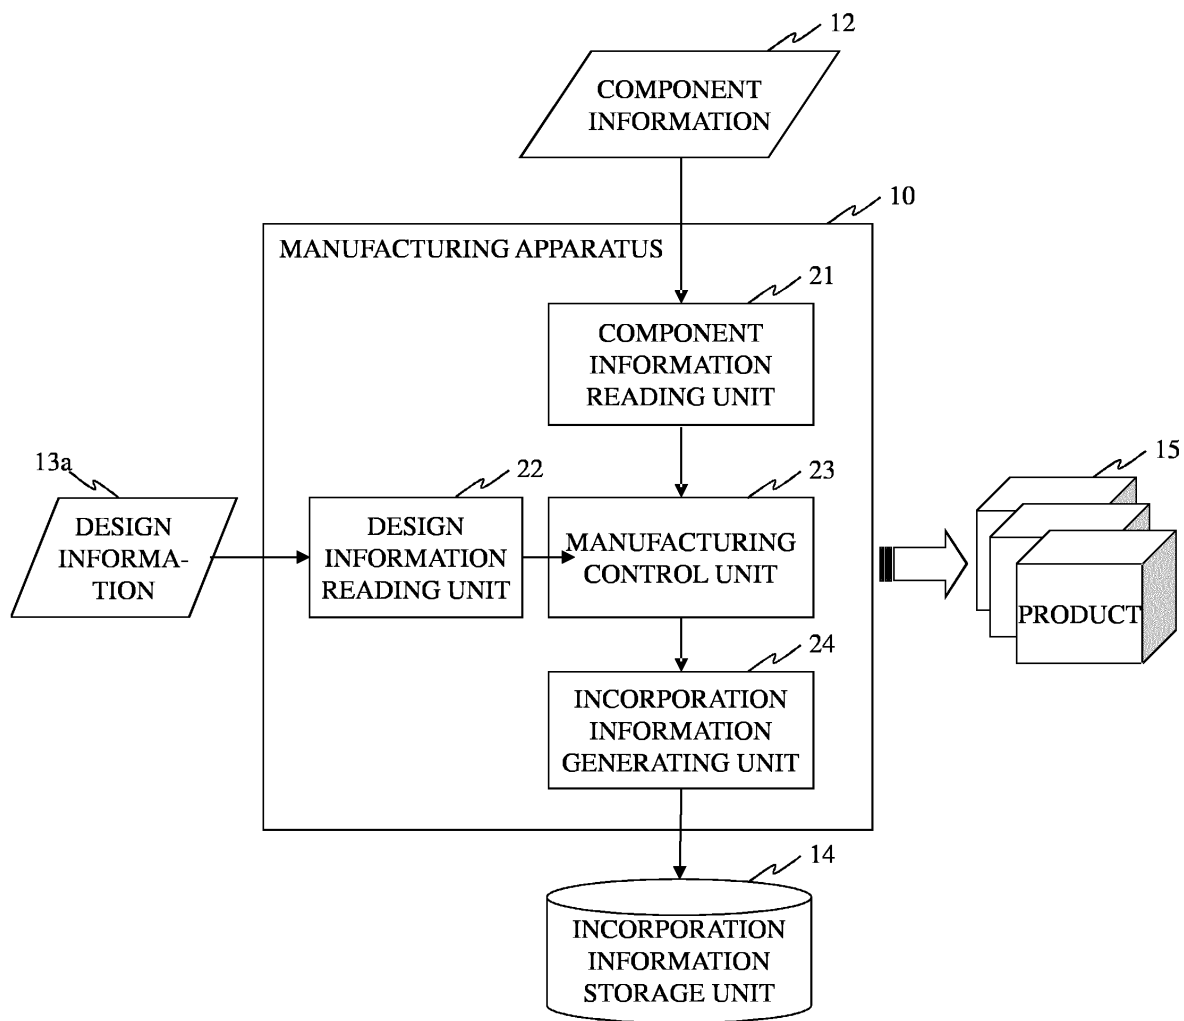 12
COMPONENT
INFORMATION
10
MANUFACTURING APPARATUS
21
COMPONENT
INFORMATION
READING UNIT
13a
DESIGN
INFORMA-
TION
22
DESIGN
INFORMATION
READING UNIT
23
MANUFACTURING
CONTROL UNIT
15
PRODUCT
24
INCORPORATION
INFORMATION
GENERATING UNIT
14
INCORPORATION
INFORMATION
STORAGE UNIT